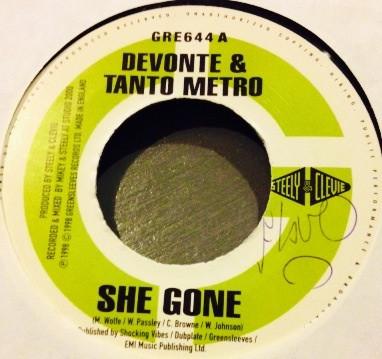 GRE644 A
DEVONTE &
TANTO METRO
PRODUCED BY STEELY & CLEVIE
RECORDED & MIXED BY MIKEY & STEELY AT STUDIO 2000
℗ 1998 © 1998 GREENSLEEVES RECORDS LTD. MADE IN ENGLAND
STEELY & CLEVIE
SHE GONE
(M. Wolfe / W. Passley / C. Browne / W. Johnson)
Published by Shocking Vibes / Dubplate / Greensleeves /
EMI Music Publishing Ltd.